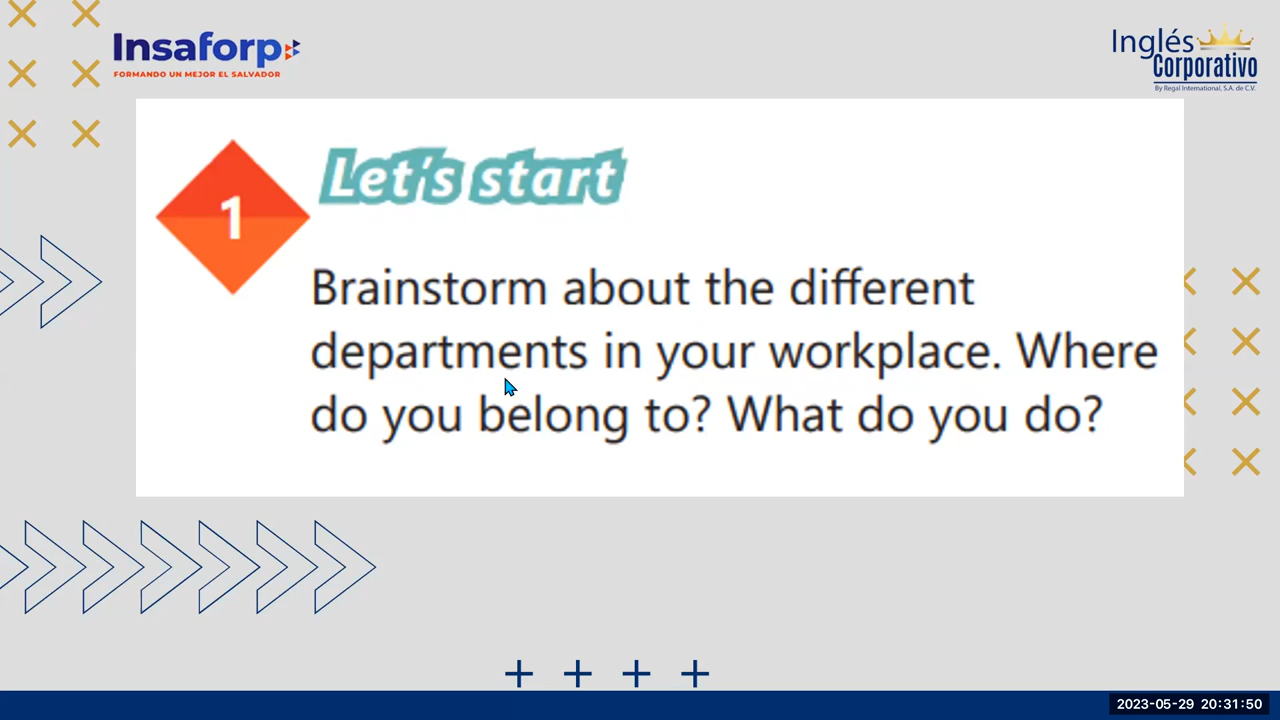 Insaforp
FORMANDO UN MEJOR EL SALVADOR
Inglés
Corporativo
By Regal International, S.A. de C.V.
1
Let's start
Brainstorm about the different
departments in your workplace. Where
do you belong to? What do you do?
2023-05-29 20:31:50